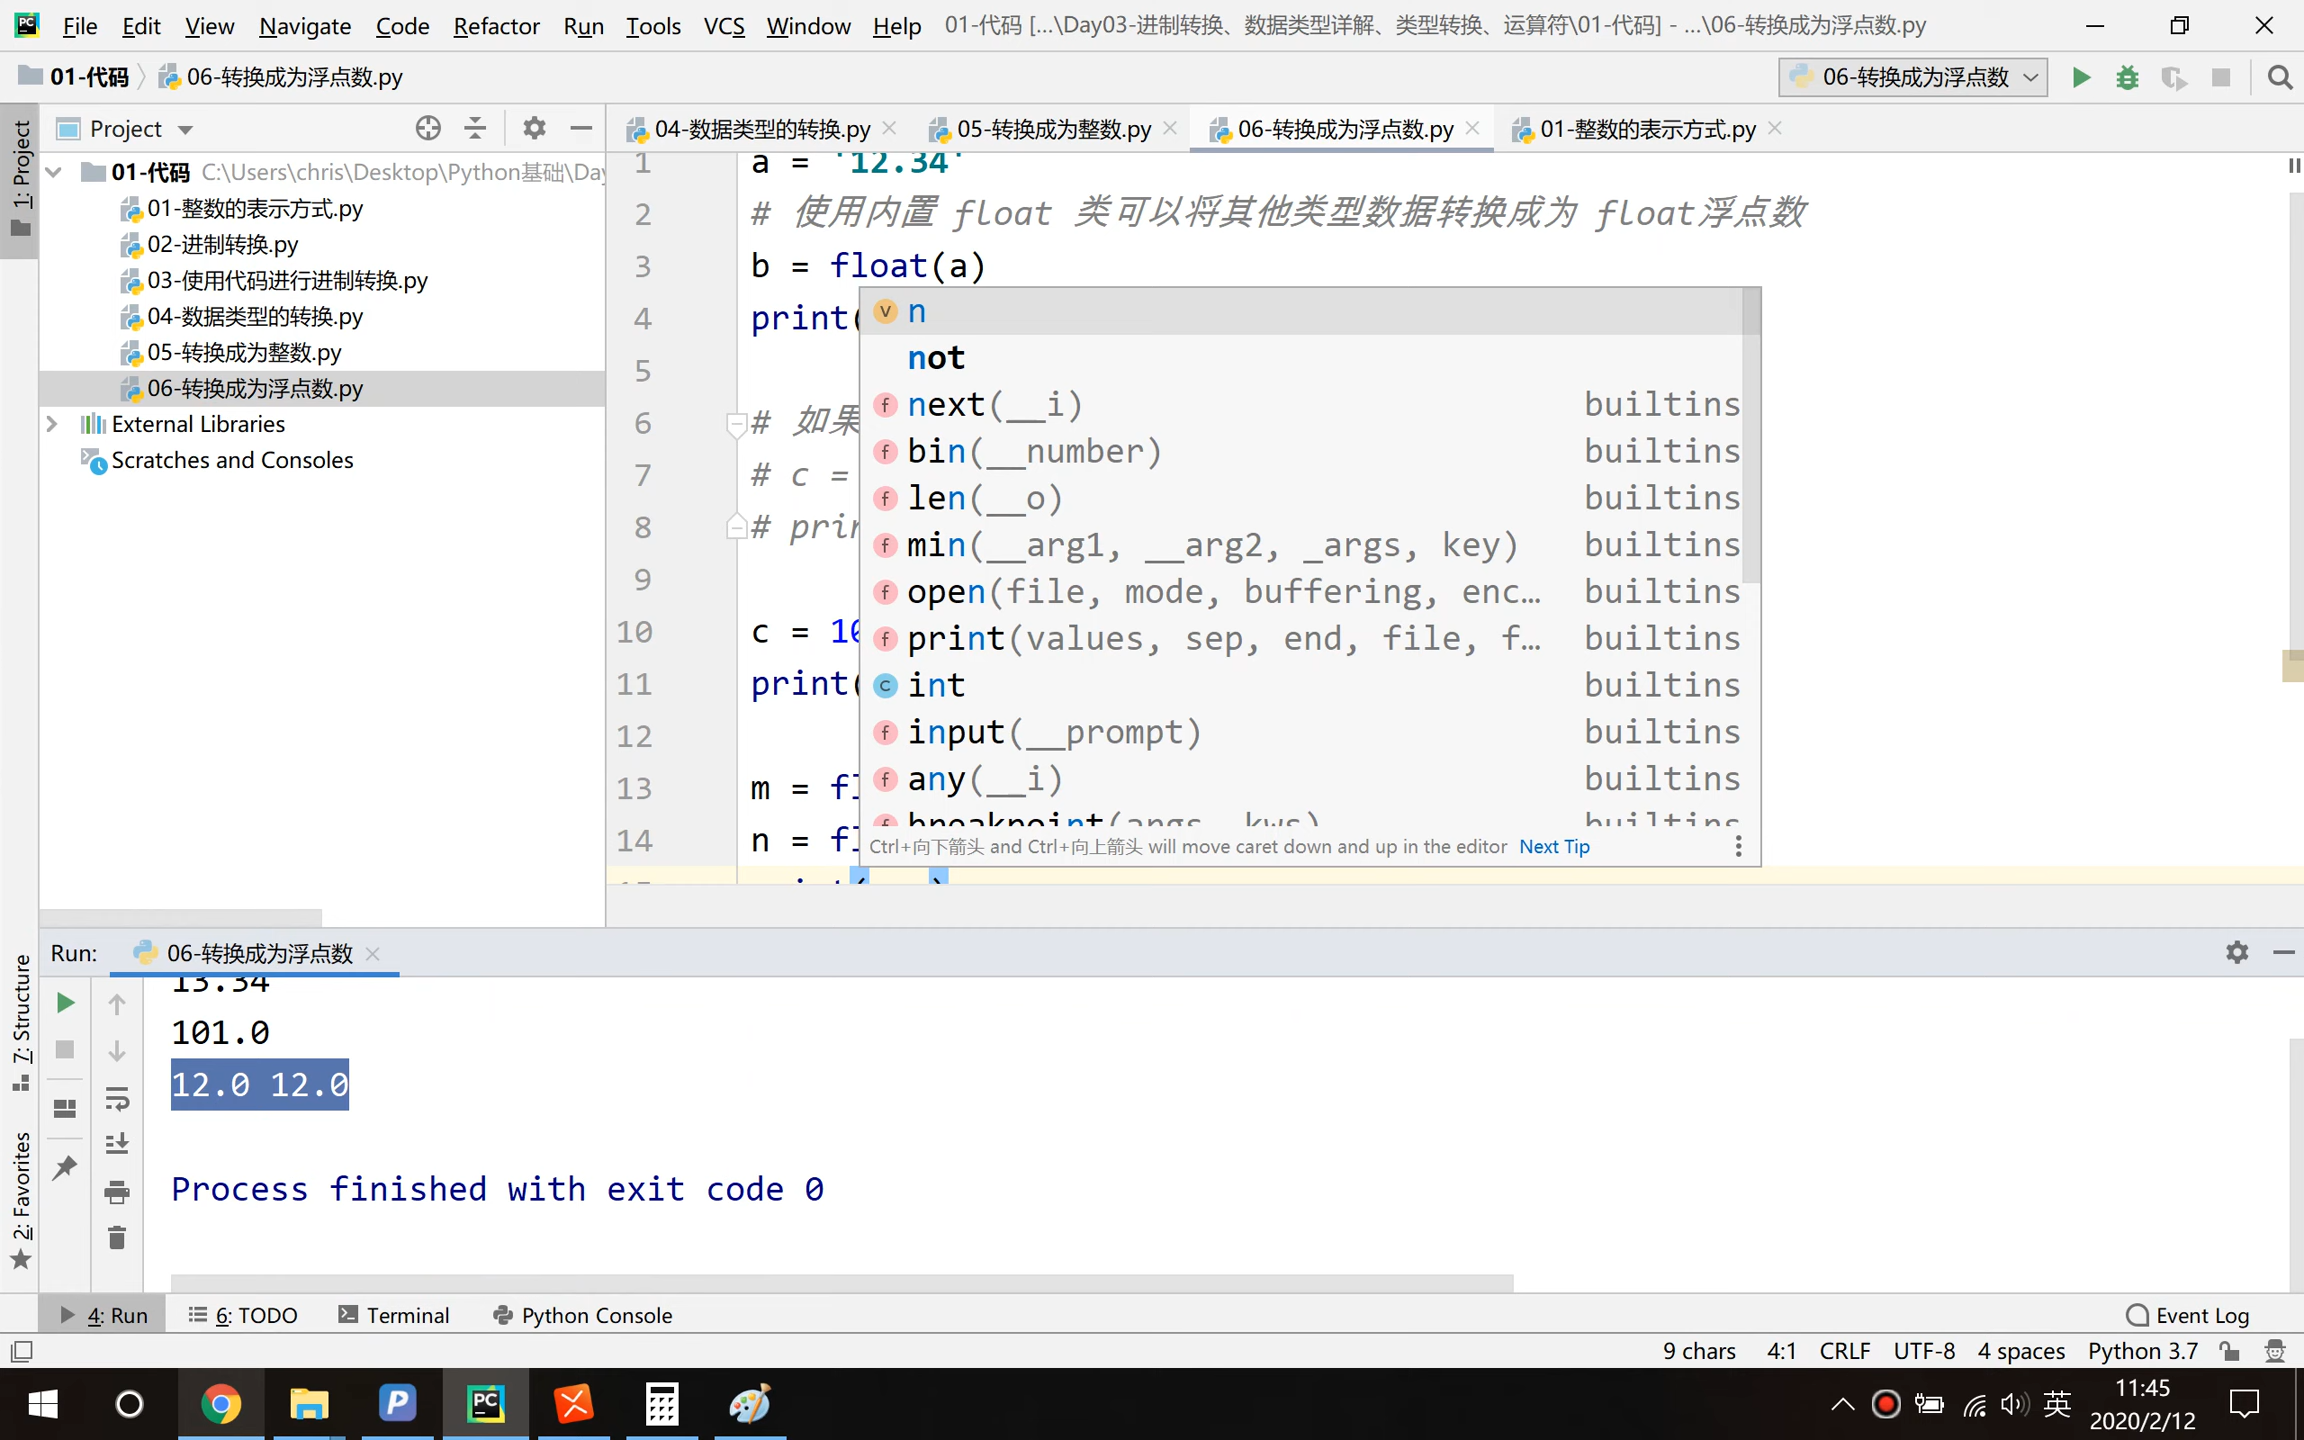 File Edit View Navigate Code Refactor Run Tools VCS Window Help 01-代码 [...\Day03-进制转换、数据类型详解、类型转换、运算符\01-代码] - ...\06-转换成为浮点数.py
01-代码 06-转换成为浮点数.py
06-转换成为浮点数
1: Project
Project
04-数据类型的转换.py
05-转换成为整数.py
06-转换成为浮点数.py
01-整数的表示方式.py
01-代码 C:\Users\chris\Desktop\Python基础\Day
01-整数的表示方式.py
02-进制转换.py
03-使用代码进行进制转换.py
04-数据类型的转换.py
05-转换成为整数.py
06-转换成为浮点数.py
External Libraries
Scratches and Consoles
1 a = '12.34'
2 # 使用内置 float 类可以将其他类型数据转换成为 float浮点数
3 b = float(a)
4 print(
5
6 # 如果
7 # c =
8 # prin
9
10 c = 10
11 print(
12
13 m = fl
14 n = fl
n
not
next(__i) builtins
bin(__number) builtins
len(__o) builtins
min(__arg1, __arg2, _args, key) builtins
open(file, mode, buffering, enc… builtins
print(values, sep, end, file, f… builtins
int builtins
input(__prompt) builtins
any(__i) builtins
breakpoint(args, kws) builtins
Ctrl+向下箭头 and Ctrl+向上箭头 will move caret down and up in the editor Next Tip
Run: 06-转换成为浮点数
13.34
101.0
12.0 12.0
Process finished with exit code 0
7: Structure
2: Favorites
4: Run 6: TODO Terminal Python Console Event Log
9 chars 4:1 CRLF UTF-8 4 spaces Python 3.7
英
11:45
2020/2/12